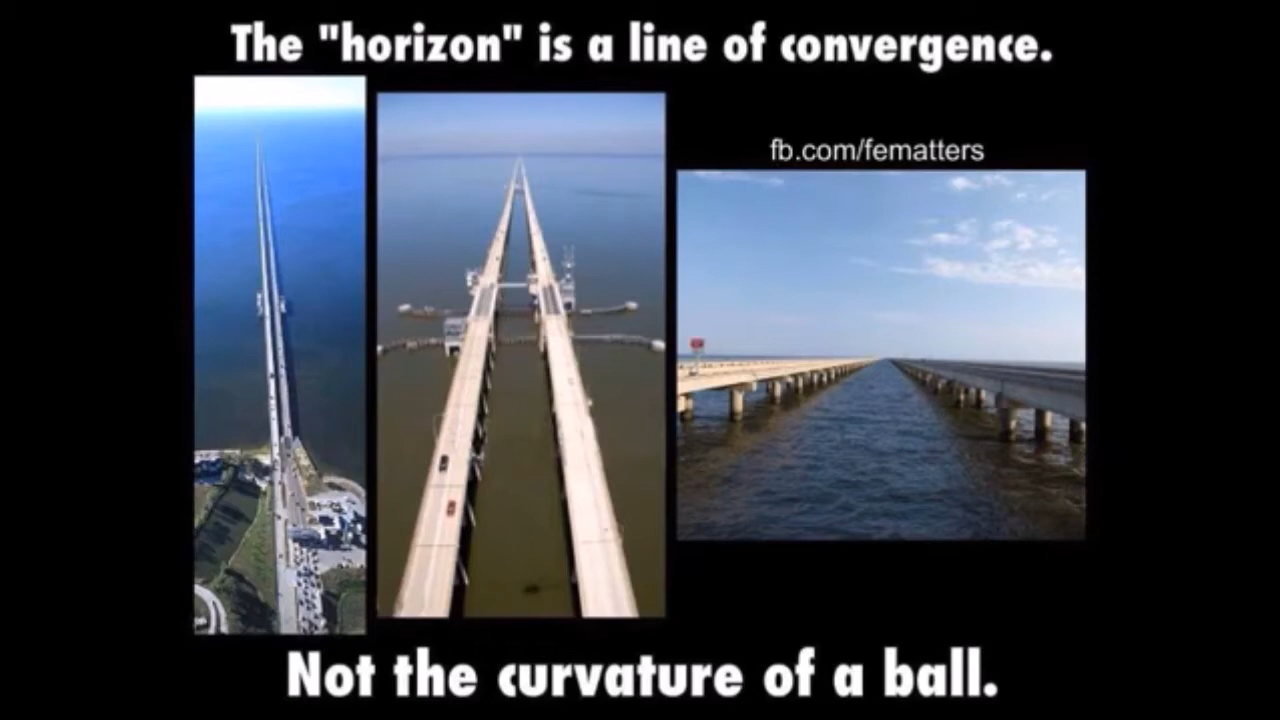 The "horizon" is a line of convergence.
fb.com/fematters
Not the curvature of a ball.